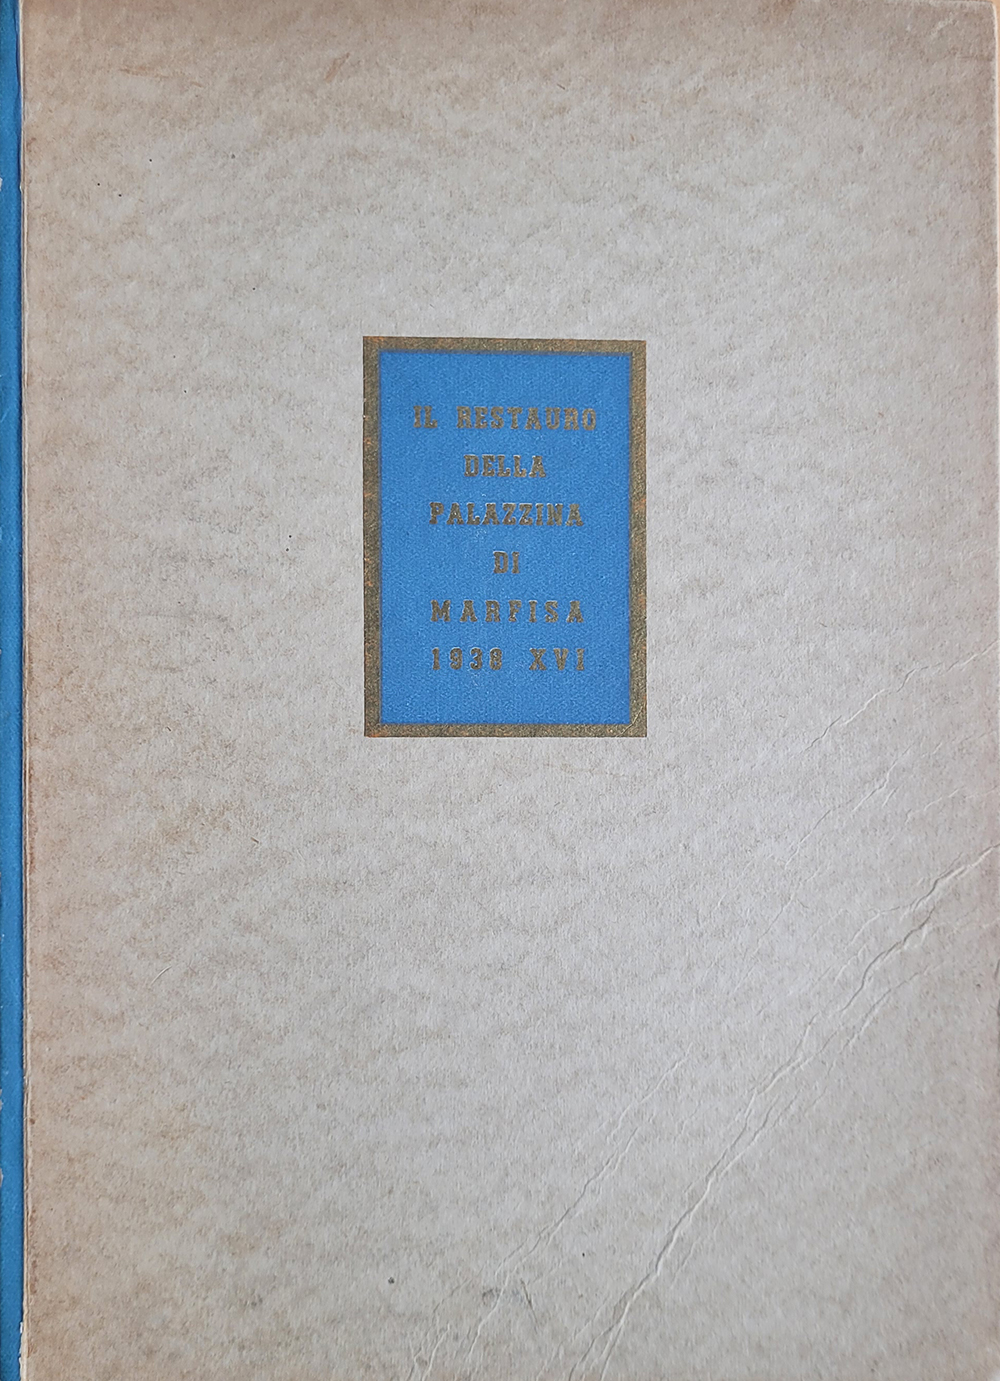 IL RESTAURO
DELLA
PALAZZINA
DI
MARFISA
1938 XVI